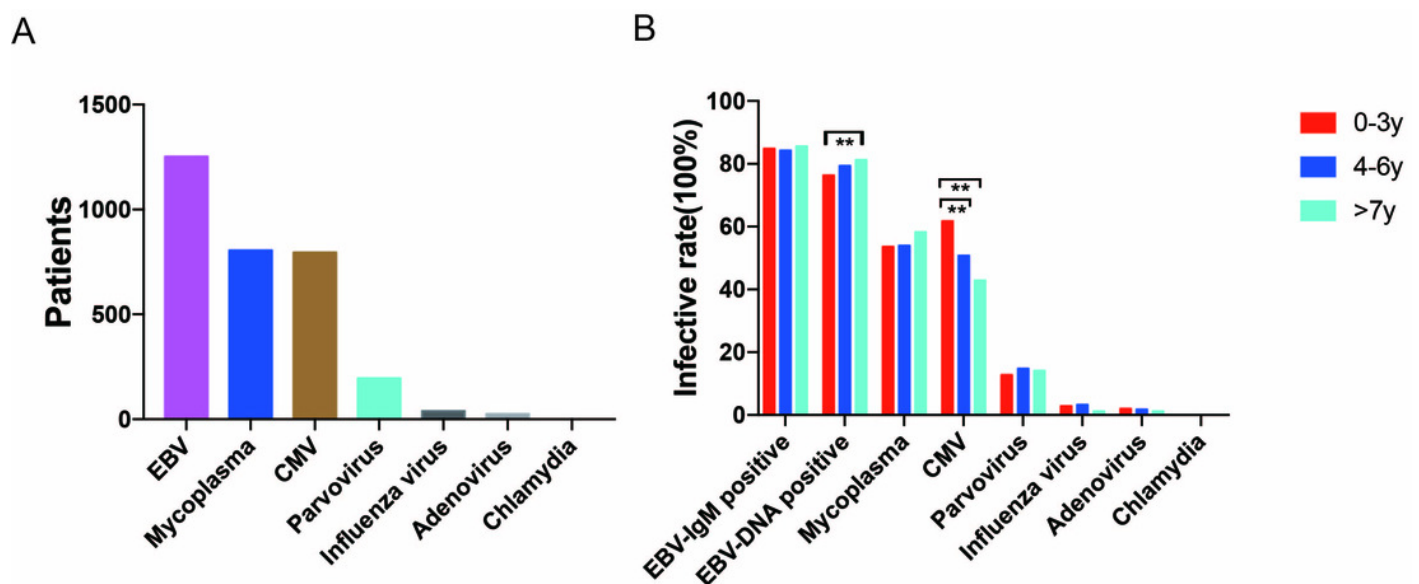 A
Patients
1500
1000
500
0
EBV
Mycoplasma
CMV
Parvovirus
Influenza virus
Adenovirus
Chlamydia
B
Infective rate(100%)
100
80
60
40
20
0
**
**
**
EBV-IgM positive
EBV-DNA positive
Mycoplasma
CMV
Parvovirus
Influenza virus
Adenovirus
Chlamydia
0-3y
4-6y
>7y